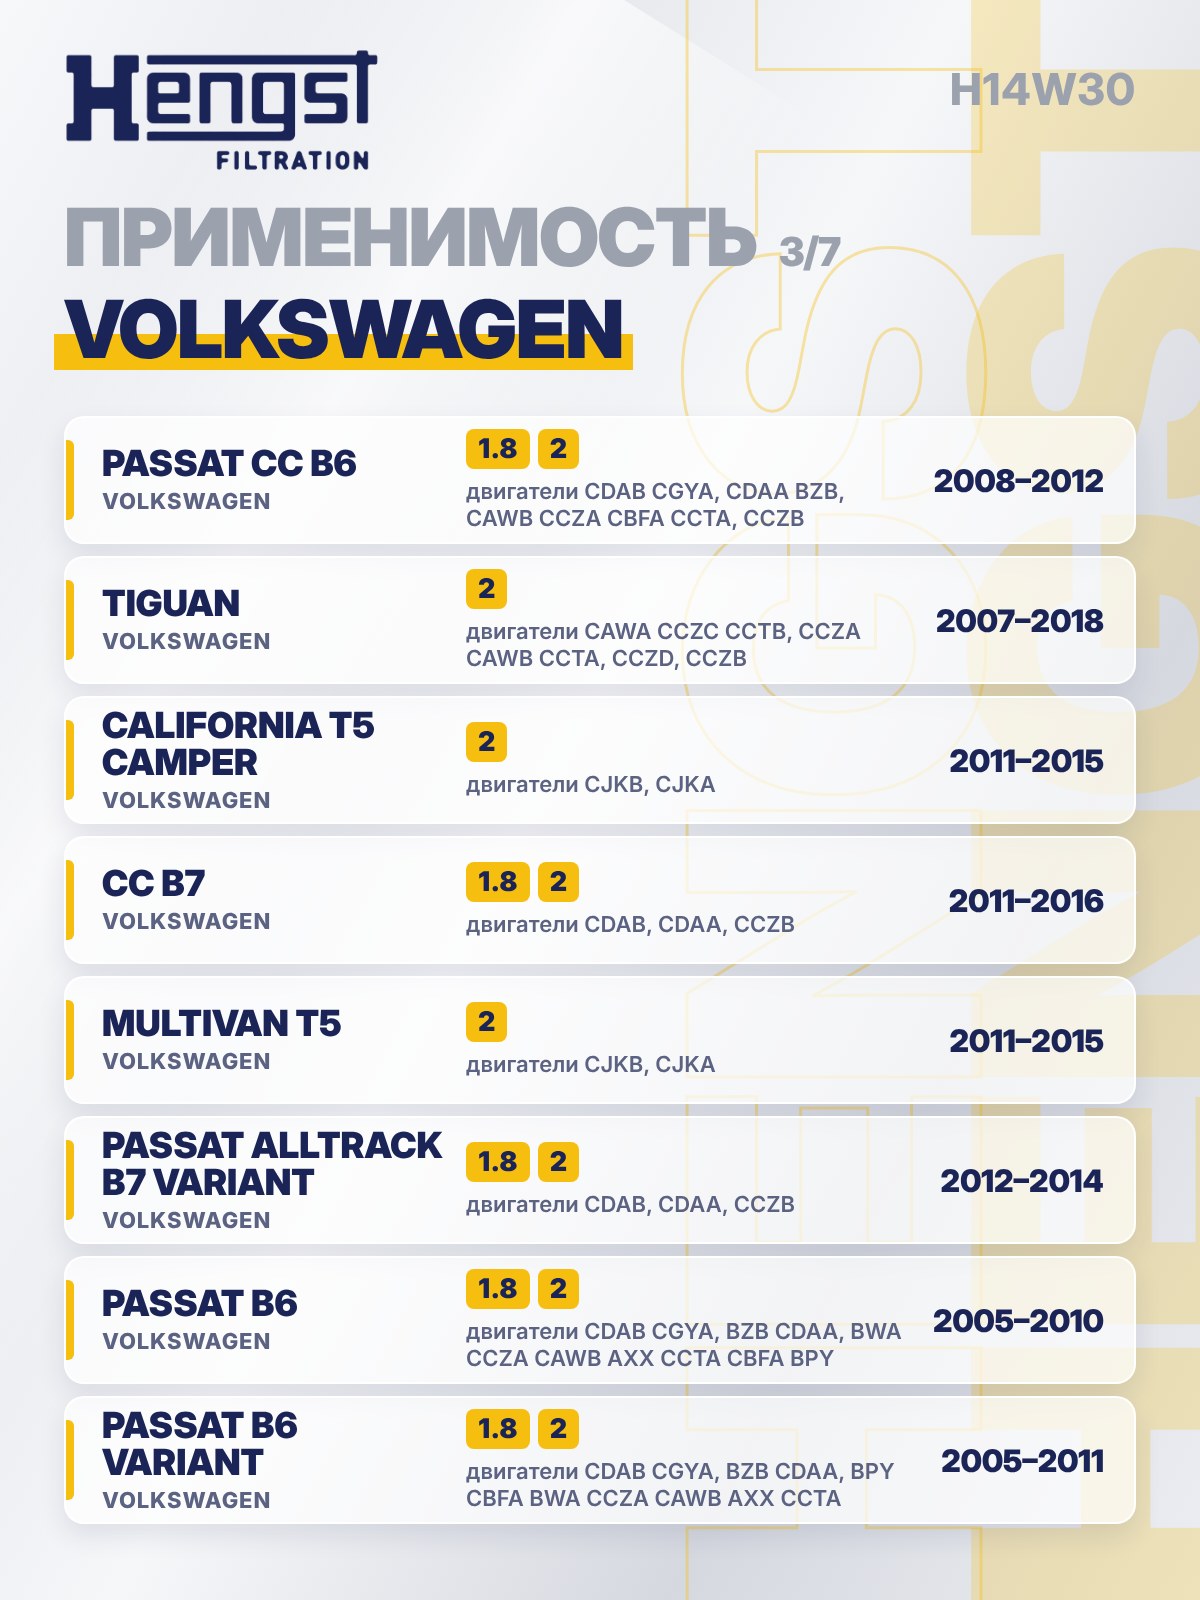 Hengst
FILTRATION
H14W30
ПРИМЕНИМОСТЬ 3/7
VOLKSWAGEN
PASSAT CC B6
VOLKSWAGEN
1.8 2
двигатели CDAB CGYA, CDAA BZB,
CAWB CCZA CBFA CCTA, CCZB
2008–2012
TIGUAN
VOLKSWAGEN
2
двигатели CAWA CCZC CCTB, CCZA
CAWB CCTA, CCZD, CCZB
2007–2018
CALIFORNIA T5
CAMPER
VOLKSWAGEN
2
двигатели CJKB, CJKA
2011–2015
CC B7
VOLKSWAGEN
1.8 2
двигатели CDAB, CDAA, CCZB
2011–2016
MULTIVAN T5
VOLKSWAGEN
2
двигатели CJKB, CJKA
2011–2015
PASSAT ALLTRACK
B7 VARIANT
VOLKSWAGEN
1.8 2
двигатели CDAB, CDAA, CCZB
2012–2014
PASSAT B6
VOLKSWAGEN
1.8 2
двигатели CDAB CGYA, BZB CDAA, BWA
CCZA CAWB AXX CCTA CBFA BPY
2005–2010
PASSAT B6
VARIANT
VOLKSWAGEN
1.8 2
двигатели CDAB CGYA, BZB CDAA, BPY
CBFA BWA CCZA CAWB AXX CCTA
2005–2011
HENGST
HENGST